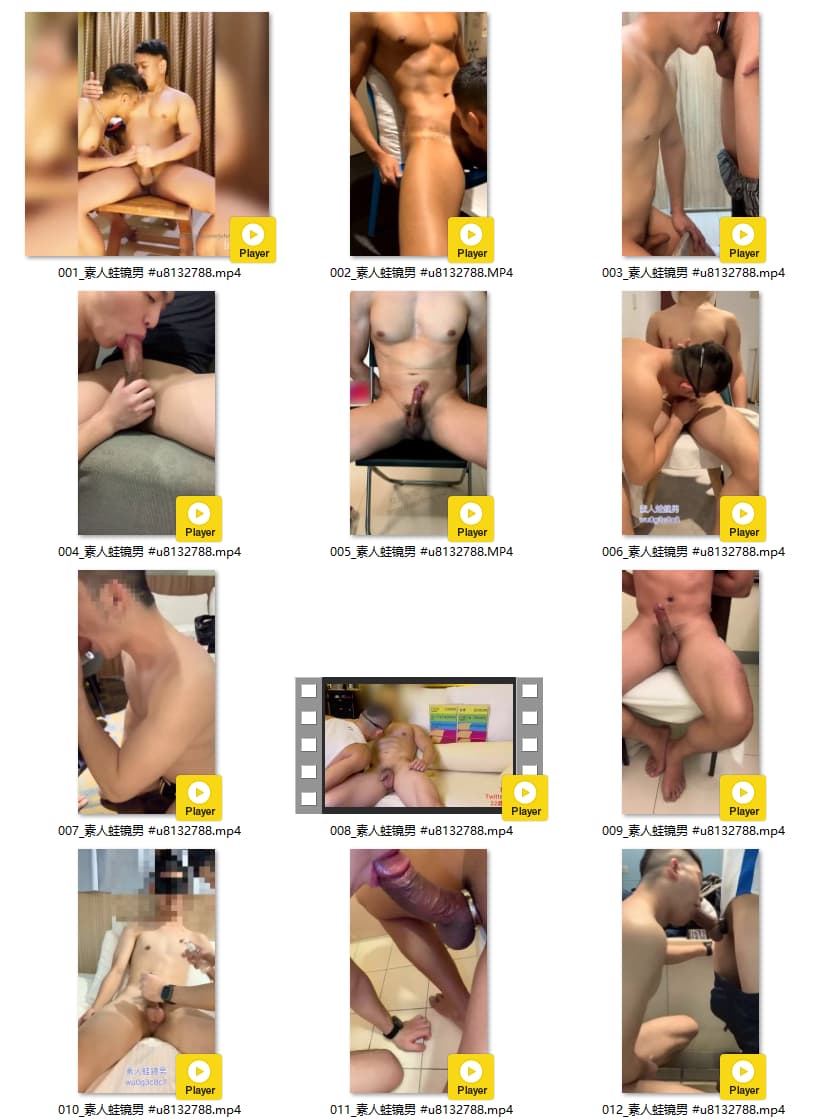 Player
Player
Player
001_素人蛙镜男 #u8132788.mp4
002_素人蛙镜男 #u8132788.MP4
003_素人蛙镜男 #u8132788.mp4
Player
Player
素人蛙鏡男
Player
004_素人蛙镜男 #u8132788.mp4
005_素人蛙镜男 #u8132788.MP4
006_素人蛙镜男 #u8132788.mp4
Player
Player
Player
007_素人蛙镜男 #u8132788.mp4
008_素人蛙镜男 #u8132788.mp4
009_素人蛙镜男 #u8132788.mp4
素人蛙鏡男
wu0g3c8c7
Player
Player
Player
010_素人蛙镜男 #u8132788.mp4
011_素人蛙镜男 #u8132788.mp4
012_素人蛙镜男 #u8132788.mp4